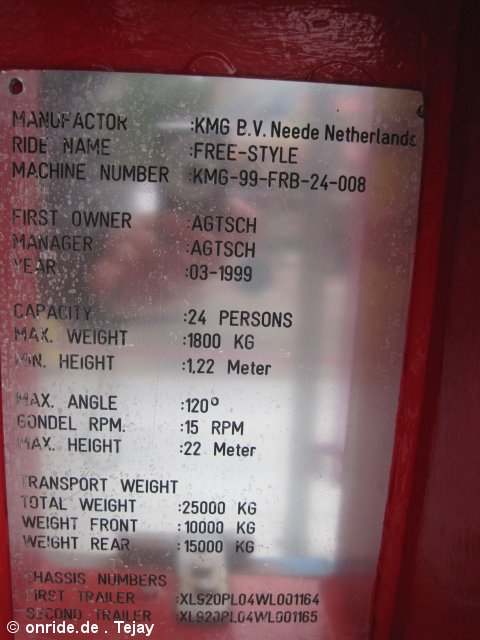 MANUFACTOR :KMG B.V. Neede Netherlands
RIDE NAME :FREE-STYLE
MACHINE NUMBER :KMG-99-FRB-24-008
FIRST OWNER :AGTSCH
MANAGER :AGTSCH
YEAR :03-1999
CAPACITY :24 PERSONS
MAX. WEIGHT :1800 KG
MIN. HEIGHT :1,22 Meter
MAX. ANGLE :120°
GONDEL RPM. :15 RPM
MAX. HEIGHT :22 Meter
TRANSPORT WEIGHT
TOTAL WEIGHT :25000 KG
WEIGHT FRONT :10000 KG
WEIGHT REAR :15000 KG
CHASSIS NUMBERS
FIRST TRAILER :XL920PL04WL001164
SECOND TRAILER :XL920PL04WL001165
© onride.de . Tejay